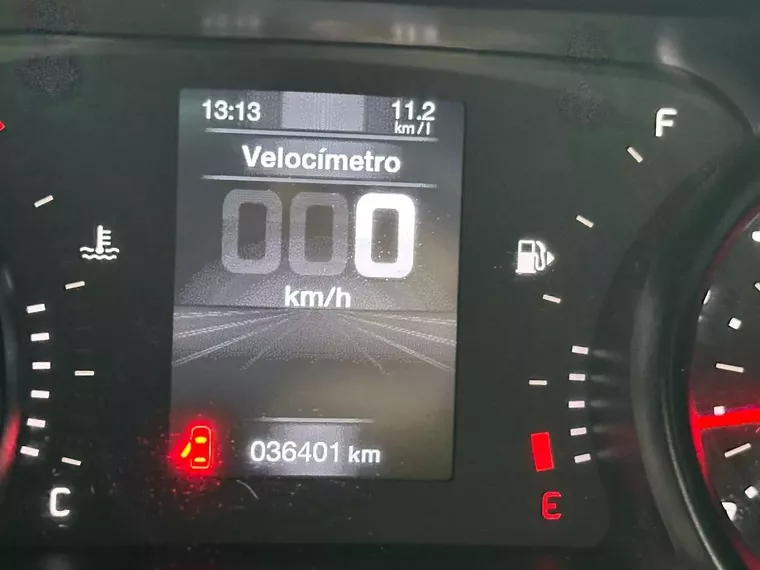 13:13 11.2
km/l
F
Velocímetro
000
km/h
036401 km
C
E